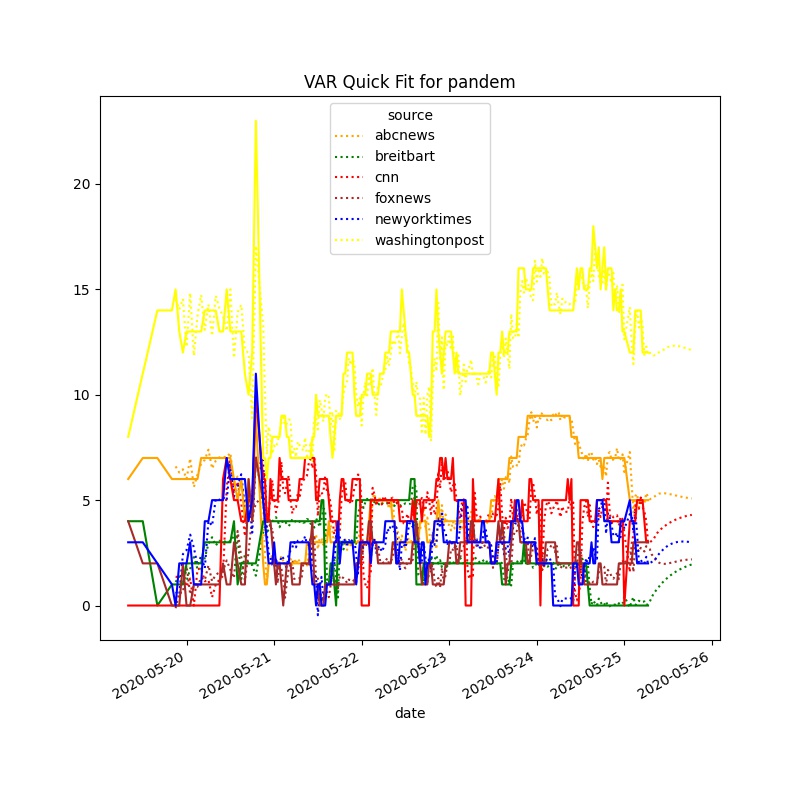 VAR Quick Fit for pandem
source
abcnews
breitbart
cnn
foxnews
newyorktimes
washingtonpost
20
15
10
5
0
2020-05-20
2020-05-21
2020-05-22
2020-05-23
2020-05-24
2020-05-25
2020-05-26
date